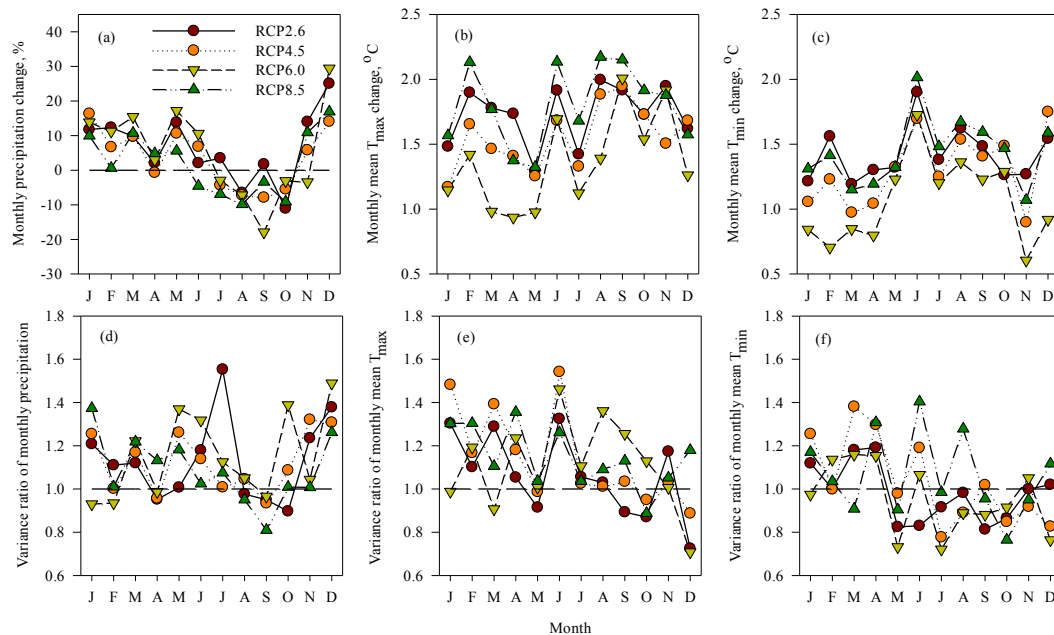 Monthly precipitation change, %
40
30
20
10
0
-10
-20
-30
(a)
RCP2.6
RCP4.5
RCP6.0
RCP8.5
J F M A M J J A S O N D
Monthly mean Tmax change, °C
2.5
2.0
1.5
1.0
0.5
(b)
J F M A M J J A S O N D
Monthly mean Tmin change, °C
2.5
2.0
1.5
1.0
0.5
(c)
J F M A M J J A S O N D
Variance ratio of monthly precipitation
1.8
1.6
1.4
1.2
1.0
0.8
0.6
(d)
J F M A M J J A S O N D
Variance ratio of monthly mean Tmax
1.8
1.6
1.4
1.2
1.0
0.8
0.6
(e)
J F M A M J J A S O N D
Variance ratio of monthly mean Tmin
1.8
1.6
1.4
1.2
1.0
0.8
0.6
(f)
J F M A M J J A S O N D
Month